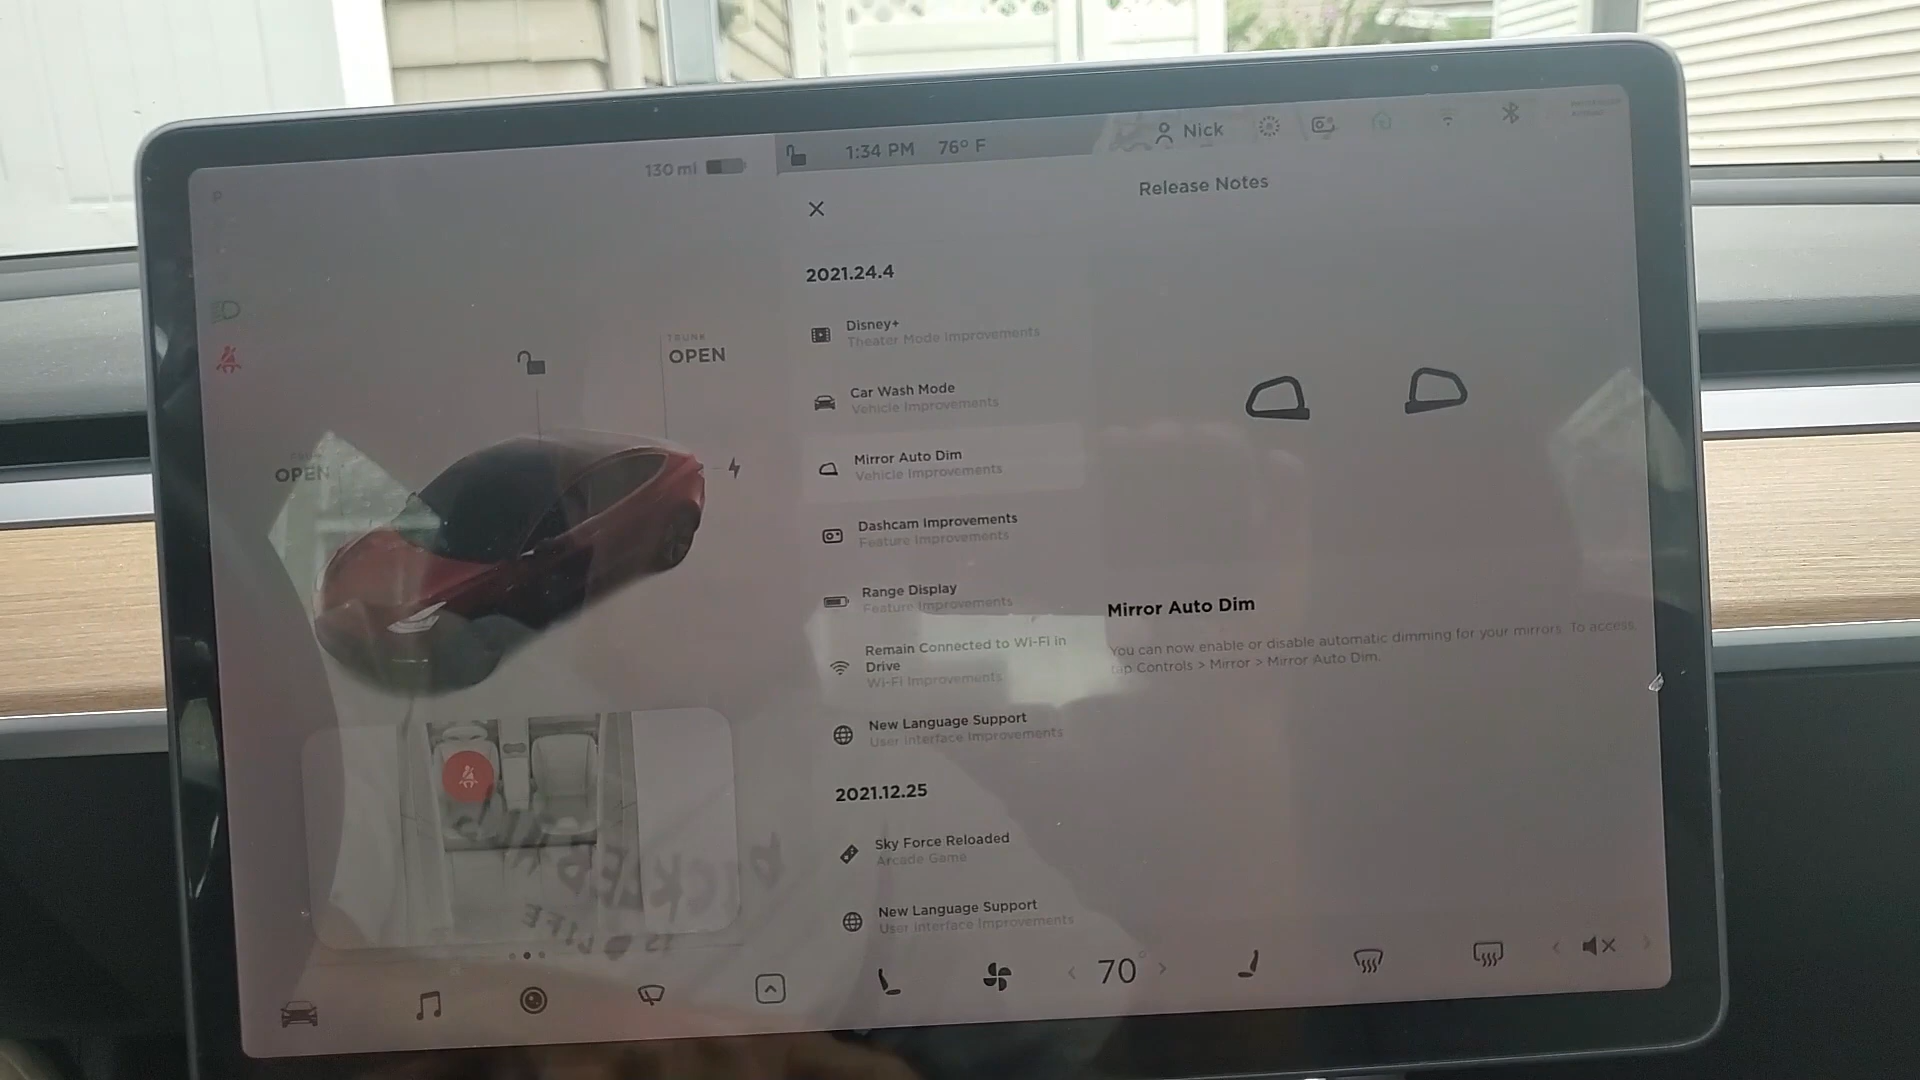 P
130 mi
1:34 PM 76° F
Nick
Release Notes
TRUNK
OPEN
OPEN
2021.24.4
Disney+
Theater Mode Improvements
Car Wash Mode
Vehicle Improvements
Mirror Auto Dim
Vehicle Improvements
Dashcam Improvements
Feature Improvements
Range Display
Feature Improvements
Remain Connected to Wi-Fi in
Drive
Wi-Fi Improvements
New Language Support
User Interface Improvements
2021.12.25
Sky Force Reloaded
Arcade Game
New Language Support
User Interface Improvements
Mirror Auto Dim
You can now enable or disable automatic dimming for your mirrors. To access,
tap Controls > Mirror > Mirror Auto Dim.
IS LIFE
70°